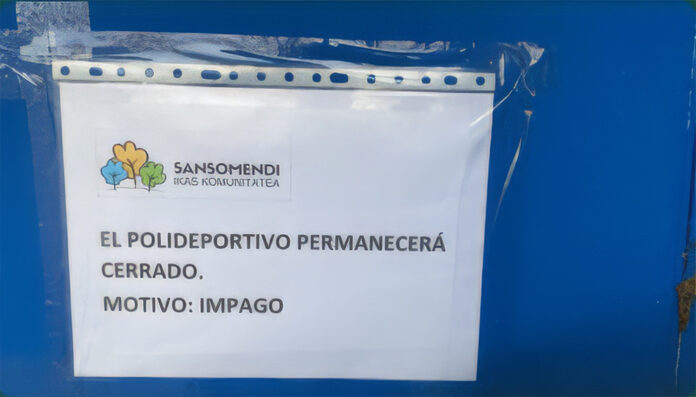 SANSOMENDI
IKAS KOMUNITATEA
EL POLIDEPORTIVO PERMANECERÁ
CERRADO.
MOTIVO: IMPAGO